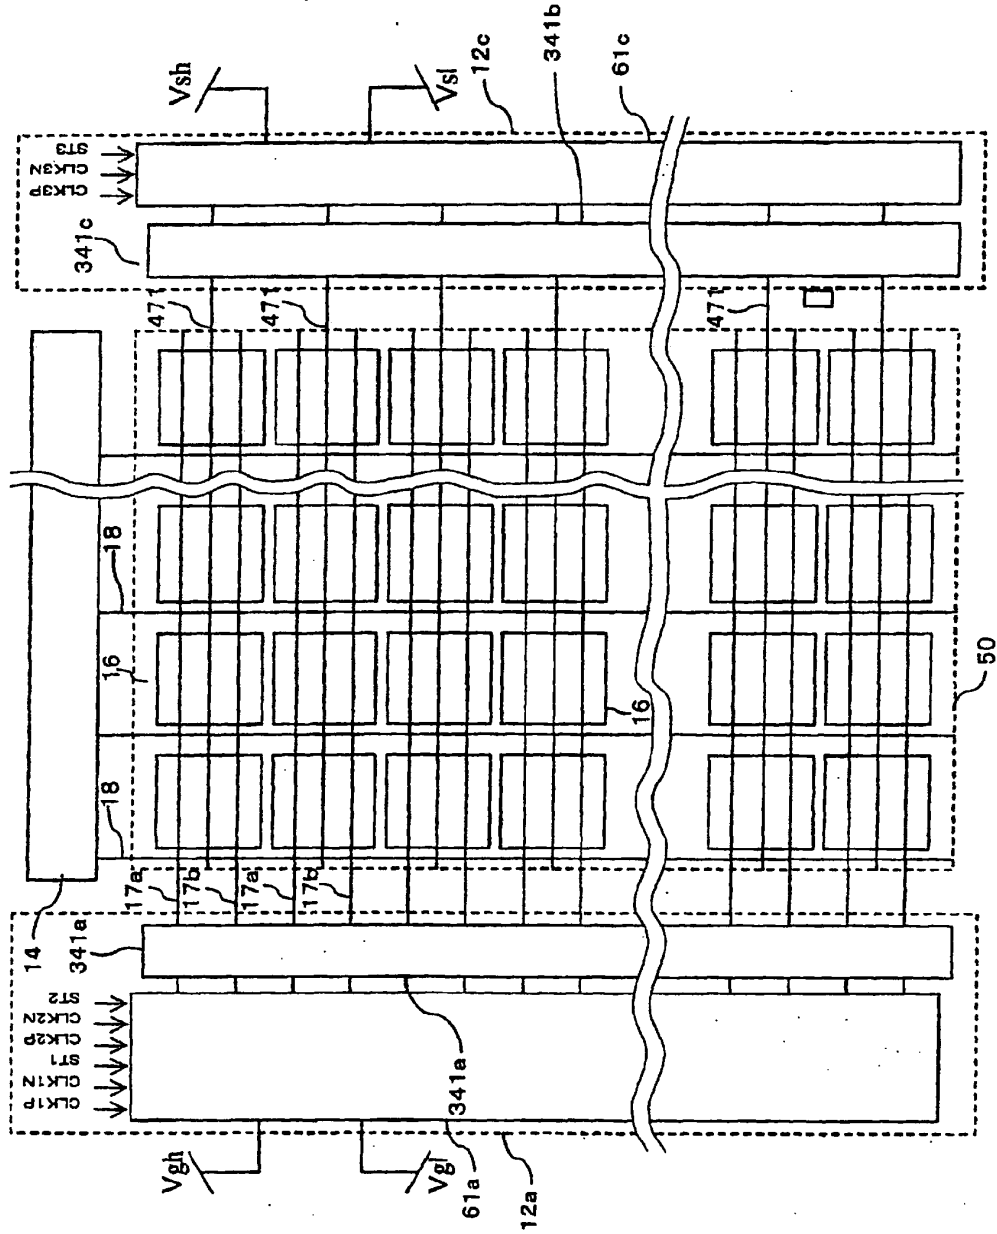 Vsh
Vsl
12c
341b
61c
ST3
CLK3N
CLK3P
341c
471
471
471
18
16
16
18
50
17a
17b
17a
17b
14
341a
ST2
CLK2N
CLK2P
ST1
CLK1N
CLK1P
341a
Vgh
Vgl
61a
12a